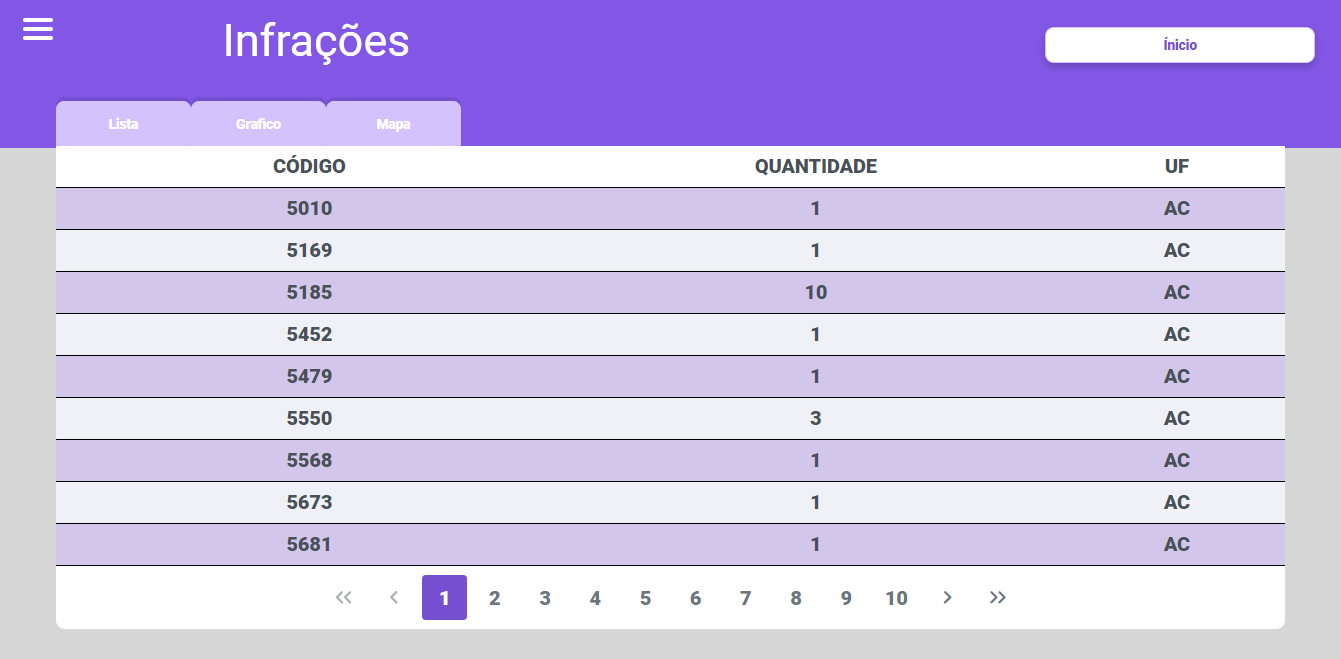 Infrações
Ínicio
Lista Grafico Mapa
CÓDIGO QUANTIDADE UF
5010 1 AC
5169 1 AC
5185 10 AC
5452 1 AC
5479 1 AC
5550 3 AC
5568 1 AC
5673 1 AC
5681 1 AC
1 2 3 4 5 6 7 8 9 10